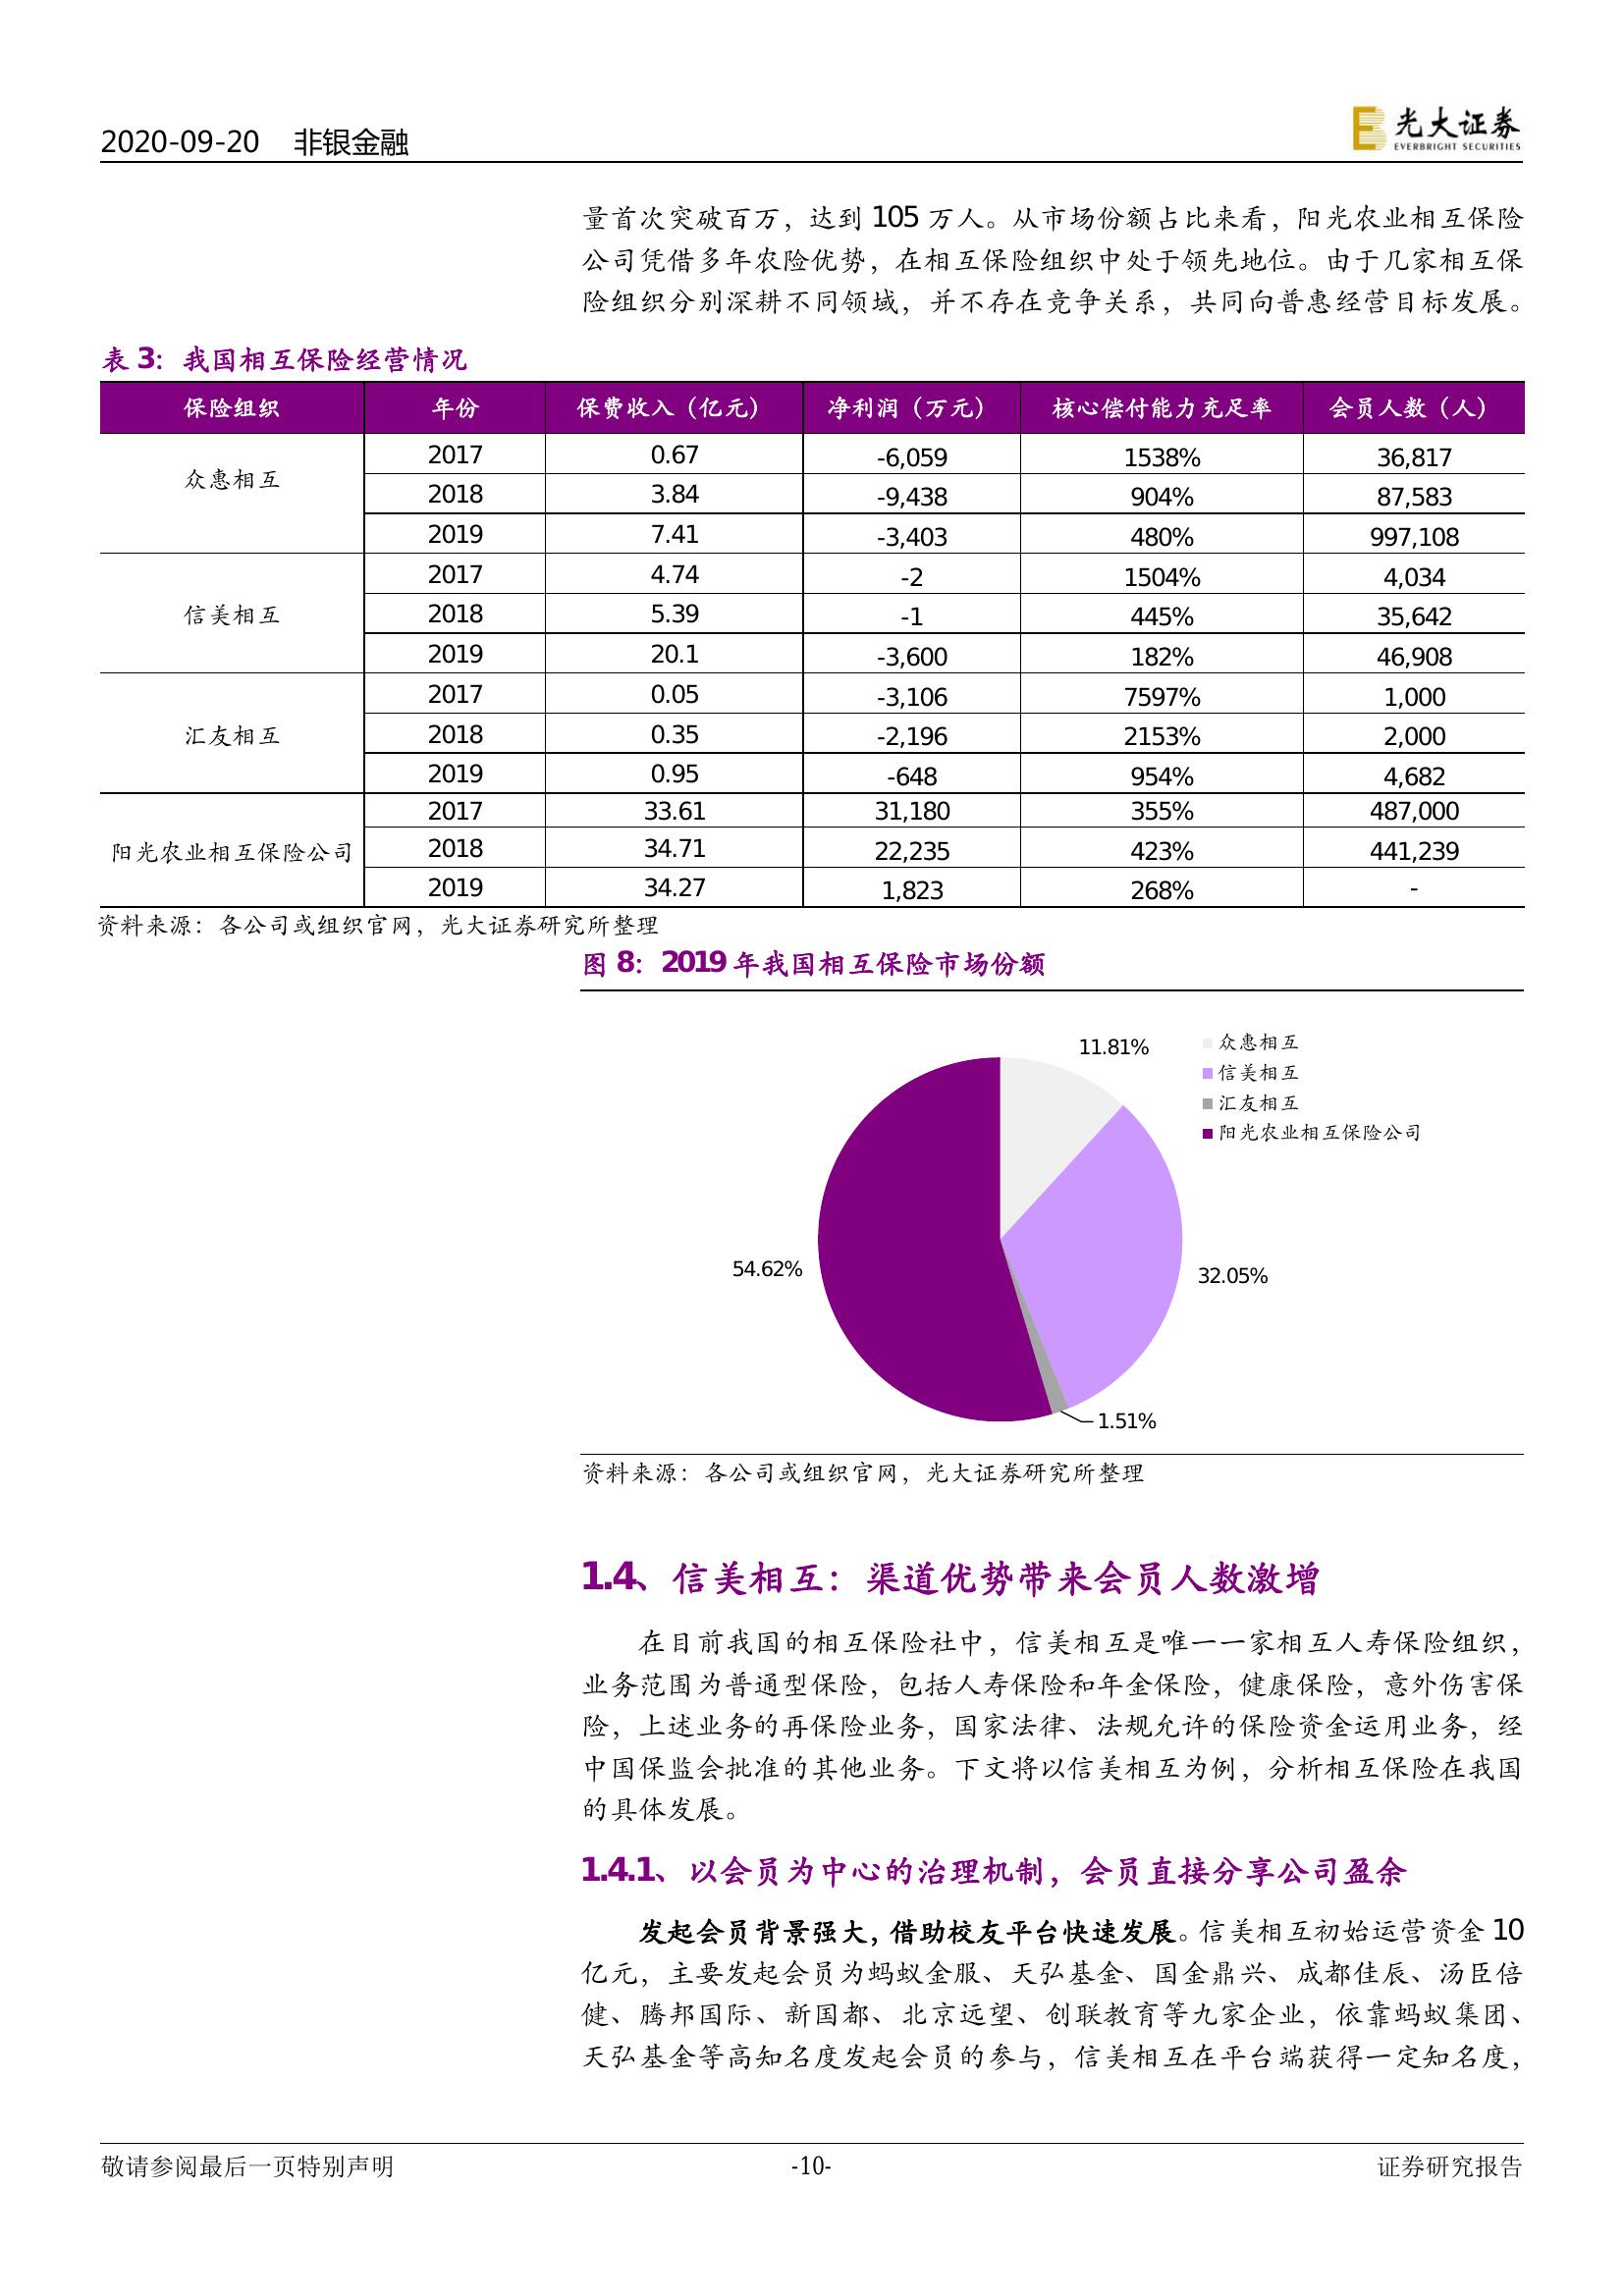 2020-09-20 非银金融
光大证券
EVERBRIGHT SECURITIES
量首次突破百万，达到 105 万人。从市场份额占比来看，阳光农业相互保险
公司凭借多年农险优势，在相互保险组织中处于领先地位。由于几家相互保
险组织分别深耕不同领域，并不存在竞争关系，共同向普惠经营目标发展。
表 3：我国相互保险经营情况
保险组织 年份 保费收入（亿元） 净利润（万元） 核心偿付能力充足率 会员人数（人）
众惠相互 2017 0.67 -6,059 1538% 36,817
2018 3.84 -9,438 904% 87,583
2019 7.41 -3,403 480% 997,108
信美相互 2017 4.74 -2 1504% 4,034
2018 5.39 -1 445% 35,642
2019 20.1 -3,600 182% 46,908
汇友相互 2017 0.05 -3,106 7597% 1,000
2018 0.35 -2,196 2153% 2,000
2019 0.95 -648 954% 4,682
阳光农业相互保险公司 2017 33.61 31,180 355% 487,000
2018 34.71 22,235 423% 441,239
2019 34.27 1,823 268% -
资料来源：各公司或组织官网，光大证券研究所整理
图 8：2019 年我国相互保险市场份额
11.81%
众惠相互
信美相互
汇友相互
阳光农业相互保险公司
54.62%
32.05%
1.51%
资料来源：各公司或组织官网，光大证券研究所整理
1.4、信美相互：渠道优势带来会员人数激增
在目前我国的相互保险社中，信美相互是唯一一家相互人寿保险组织，
业务范围为普通型保险，包括人寿保险和年金保险，健康保险，意外伤害保
险，上述业务的再保险业务，国家法律、法规允许的保险资金运用业务，经
中国保监会批准的其他业务。下文将以信美相互为例，分析相互保险在我国
的具体发展。
1.4.1、以会员为中心的治理机制，会员直接分享公司盈余
发起会员背景强大，借助校友平台快速发展。信美相互初始运营资金 10
亿元，主要发起会员为蚂蚁金服、天弘基金、国金鼎兴、成都佳辰、汤臣倍
健、腾邦国际、新国都、北京远望、创联教育等九家企业，依靠蚂蚁集团、
天弘基金等高知名度发起会员的参与，信美相互在平台端获得一定知名度，
敬请参阅最后一页特别声明 -10- 证券研究报告